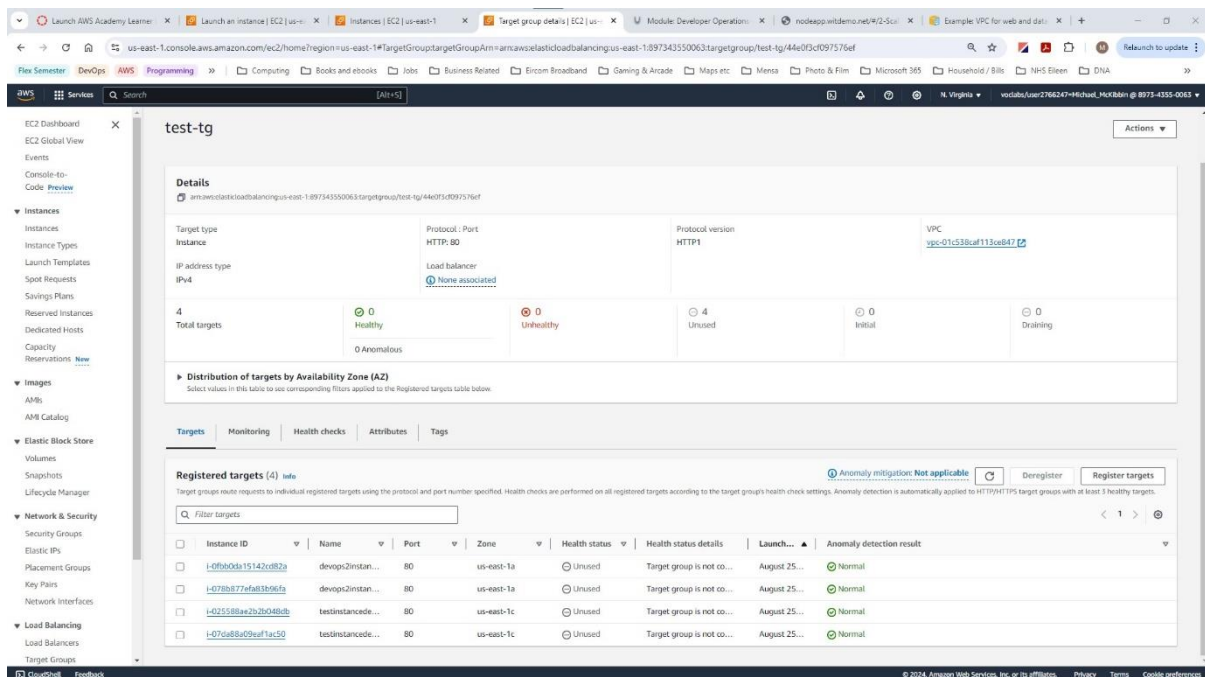 Launch AWS Academy Learner
Launch an instance | EC2 | us-e
Instances | EC2 | us-east-1
Target group details | EC2 | us-
Module: Developer Operation
nodeapp.witdemo.net/#/2-Scal
Example: VPC for web and dat
us-east-1.console.aws.amazon.com/ec2/home?region=us-east-1#TargetGroup:targetGroupArn=arn:aws:elasticloadbalancing:us-east-1:897343550063:targetgroup/test-tg/44e0f3cf097576ef
Relaunch to update
Flex Semester DevOps AWS Programming » Computing Books and ebooks Jobs Business Related Eircom Broadband Gaming & Arcade Maps etc Mensa Photo & Film Microsoft 365 Household / Bills NHS Eileen DNA »
aws Services Search [Alt+S] N. Virginia voclabs/user2766247=Michael_McKibbin @ 8973-4355-0063
EC2 Dashboard
EC2 Global View
Events
Console-to-
Code Preview
Instances
Instances
Instance Types
Launch Templates
Spot Requests
Savings Plans
Reserved Instances
Dedicated Hosts
Capacity
Reservations New
Images
AMIs
AMI Catalog
Elastic Block Store
Volumes
Snapshots
Lifecycle Manager
Network & Security
Security Groups
Elastic IPs
Placement Groups
Key Pairs
Network Interfaces
Load Balancing
Load Balancers
Target Groups
test-tg
Actions
Details
arn:aws:elasticloadbalancing:us-east-1:897343550063:targetgroup/test-tg/44e0f3cf097576ef
Target type
Instance
Protocol : Port
HTTP: 80
Protocol version
HTTP1
VPC
vpc-01c538caf113ce847
IP address type
IPv4
Load balancer
None associated
4
Total targets
0
Healthy
0 Anomalous
0
Unhealthy
4
Unused
0
Initial
0
Draining
Distribution of targets by Availability Zone (AZ)
Select values in this table to see corresponding filters applied to the Registered targets table below.
Targets Monitoring Health checks Attributes Tags
Registered targets (4) Info
Anomaly mitigation: Not applicable
Deregister
Register targets
Target groups route requests to individual registered targets using the protocol and port number specified. Health checks are performed on all registered targets according to the target group's health check settings. Anomaly detection is automatically applied to HTTP/HTTPS target groups with at least 3 healthy targets.
Filter targets
1
Instance ID Name Port Zone Health status Health status details Launch... Anomaly detection result
i-0fbb0da15142cd82a devops2instan... 80 us-east-1a Unused Target group is not co... August 25... Normal
i-078b877efa83b96fa devops2instan... 80 us-east-1a Unused Target group is not co... August 25... Normal
i-025588ae2b2b048db testinstancede... 80 us-east-1c Unused Target group is not co... August 25... Normal
i-07da88a09eaf1ac50 testinstancede... 80 us-east-1c Unused Target group is not co... August 25... Normal
CloudShell Feedback
© 2024, Amazon Web Services, Inc. or its affiliates. Privacy Terms Cookie preferences